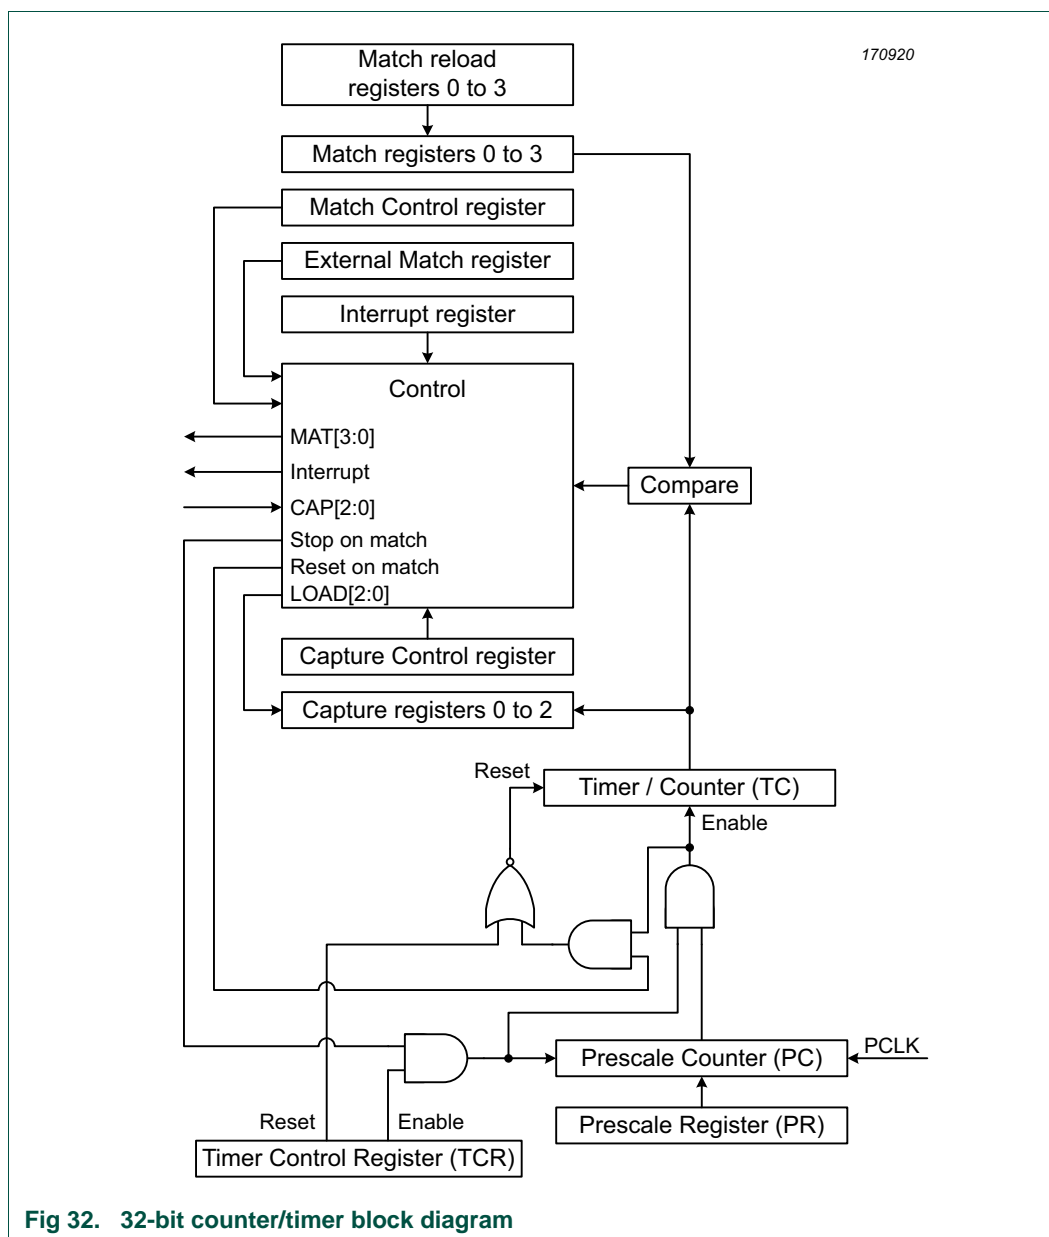 Match reload
registers 0 to 3
170920
Match registers 0 to 3
Match Control register
External Match register
Interrupt register
Control
MAT[3:0]
Interrupt
CAP[2:0]
Stop on match
Reset on match
LOAD[2:0]
Compare
Capture Control register
Capture registers 0 to 2
Reset
Timer / Counter (TC)
Enable
PCLK
Prescale Counter (PC)
Prescale Register (PR)
Reset
Enable
Timer Control Register (TCR)
Fig 32. 32-bit counter/timer block diagram